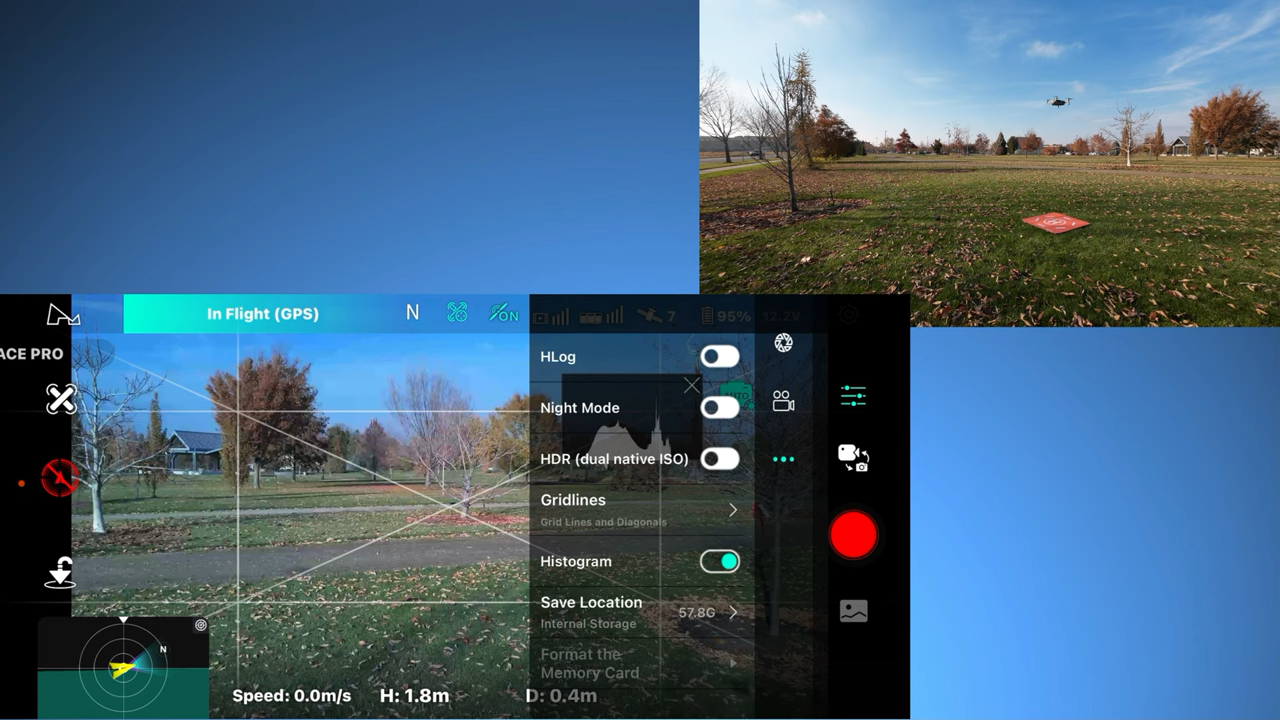 In Flight (GPS)
N
ON
7
95%
12.2V
ACE PRO
HLog
Night Mode
HDR (dual native ISO)
Gridlines
Grid Lines and Diagonals
Histogram
Save Location
57.8G
Internal Storage
Format the
Memory Card
N
Speed: 0.0m/s
H: 1.8m
D: 0.4m